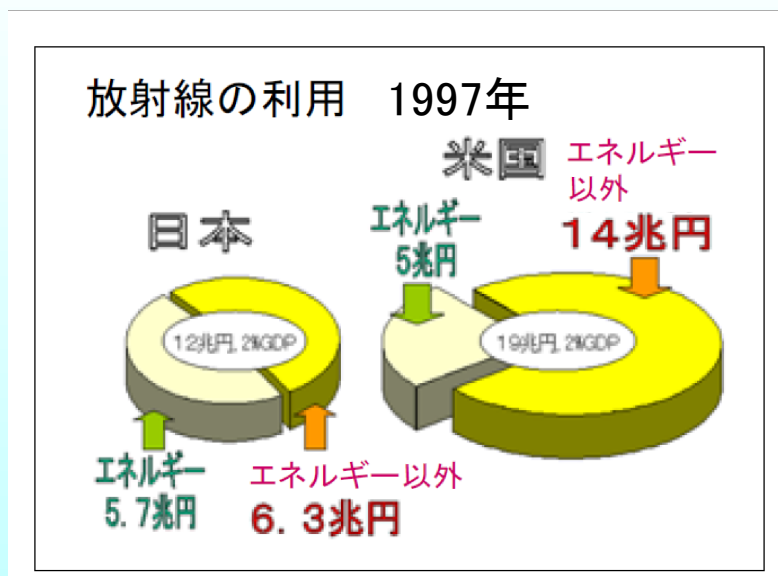 放射線の利用　1997年
日本
12兆円, 2%GDP
エネルギー
5.7兆円
エネルギー以外
6.3兆円
米国
エネルギー
5兆円
エネルギー
以外
14兆円
19兆円, 2%GDP